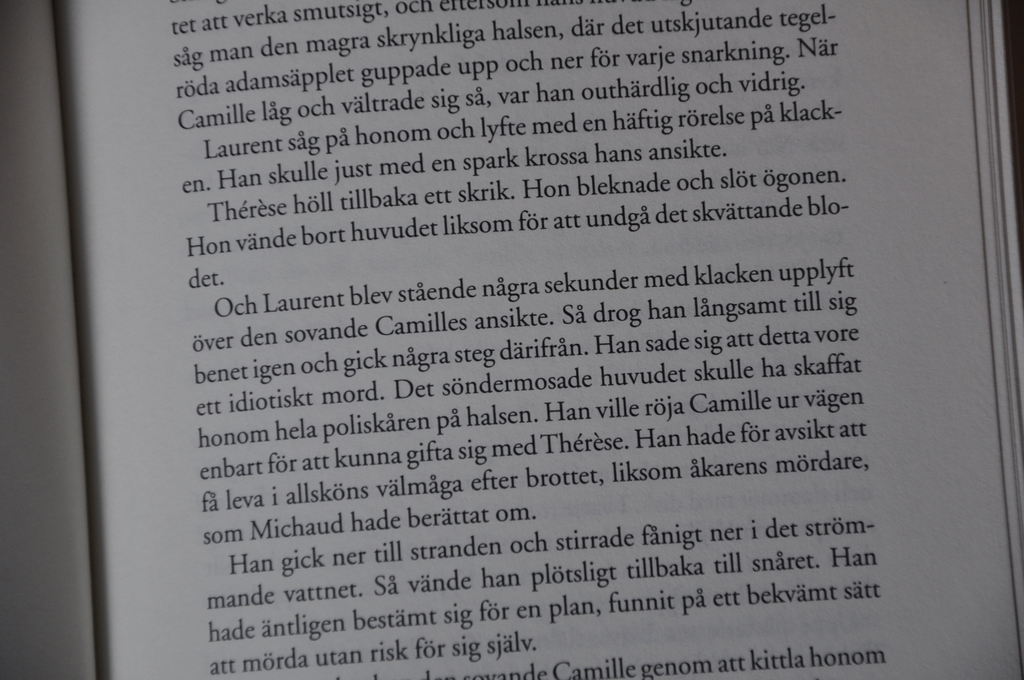 tet att verka smutsigt, och eftersom hans
såg man den magra skrynkliga halsen, där det utskjutande tegel-
röda adamsäpplet guppade upp och ner för varje snarkning. När
Camille låg och vältrade sig så, var han outhärdlig och vidrig.
Laurent såg på honom och lyfte med en häftig rörelse på klack-
en. Han skulle just med en spark krossa hans ansikte.
Thérèse höll tillbaka ett skrik. Hon bleknade och slöt ögonen.
Hon vände bort huvudet liksom för att undgå det skvättande blo-
det.
Och Laurent blev stående några sekunder med klacken upplyft
över den sovande Camilles ansikte. Så drog han långsamt till sig
benet igen och gick några steg därifrån. Han sade sig att detta vore
ett idiotiskt mord. Det söndermosade huvudet skulle ha skaffat
honom hela poliskåren på halsen. Han ville röja Camille ur vägen
enbart för att kunna gifta sig med Thérèse. Han hade för avsikt att
få leva i allsköns välmåga efter brottet, liksom åkarens mördare,
som Michaud hade berättat om.
Han gick ner till stranden och stirrade fånigt ner i det ström-
mande vattnet. Så vände han plötsligt tillbaka till snåret. Han
hade äntligen bestämt sig för en plan, funnit på ett bekvämt sätt
att mörda utan risk för sig själv.
den sovande Camille genom att kittla honom